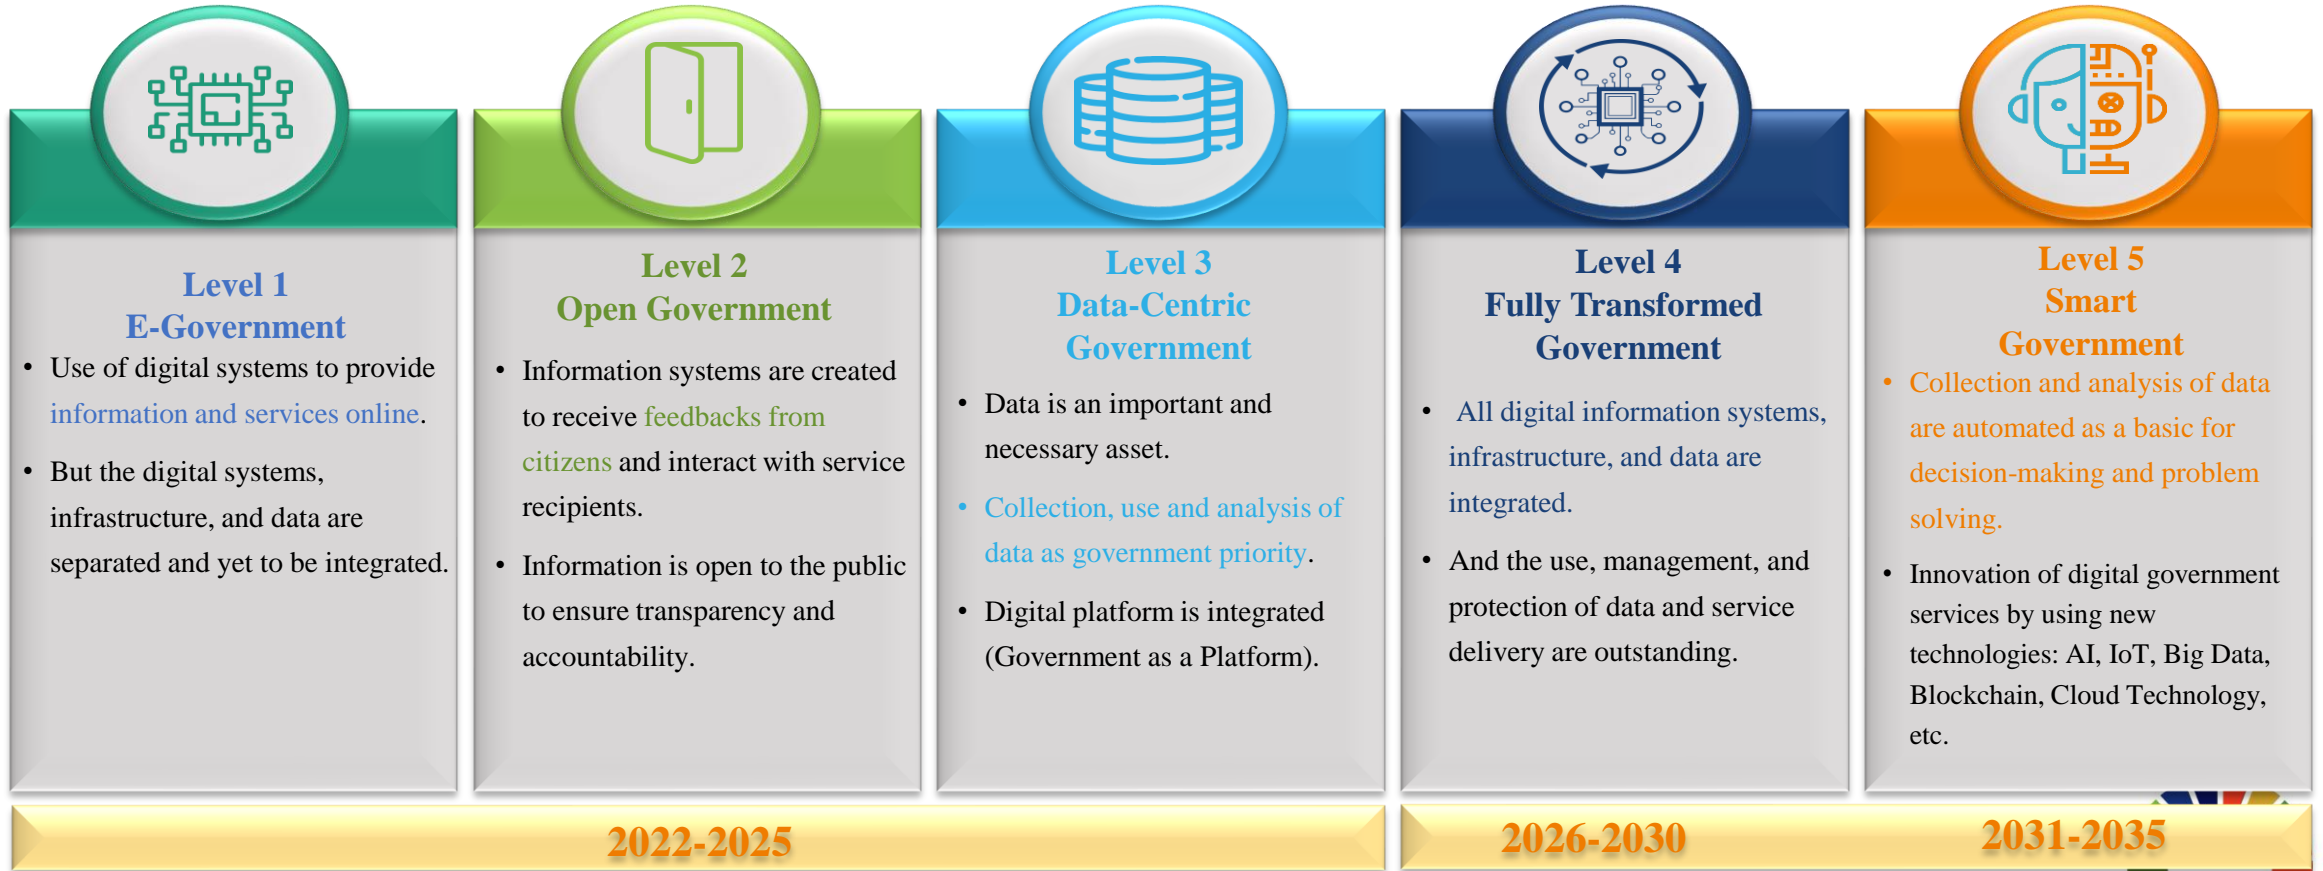 Level 1
E-Government
• Use of digital systems to provide
information and services online.
• But the digital systems,
infrastructure, and data are
separated and yet to be integrated.
Level 2
Open Government
• Information systems are created
to receive feedbacks from
citizens and interact with service
recipients.
• Information is open to the public
to ensure transparency and
accountability.
Level 3
Data-Centric
Government
• Data is an important and
necessary asset.
• Collection, use and analysis of
data as government priority.
• Digital platform is integrated
(Government as a Platform).
Level 4
Fully Transformed
Government
• All digital information systems,
infrastructure, and data are
integrated.
• And the use, management, and
protection of data and service
delivery are outstanding.
Level 5
Smart
Government
• Collection and analysis of data
are automated as a basic for
decision-making and problem
solving.
• Innovation of digital government
services by using new
technologies: AI, IoT, Big Data,
Blockchain, Cloud Technology,
etc.
2022-2025
2026-2030
2031-2035